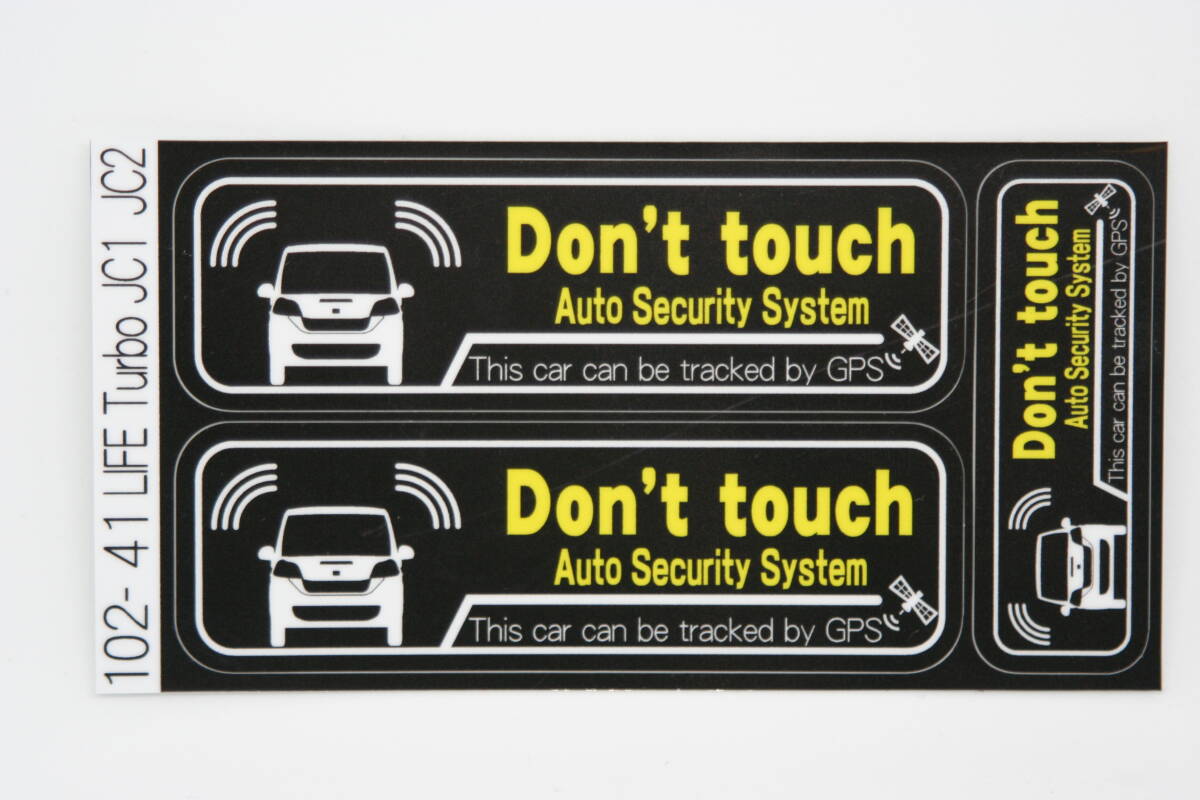 102- 41 LIFE Turbo JC1 JC2
Don't touch
Auto Security System
This car can be tracked by GPS
Don't touch
Auto Security System
This car can be tracked by GPS
Don't touch
Auto Security System
This car can be tracked by GPS